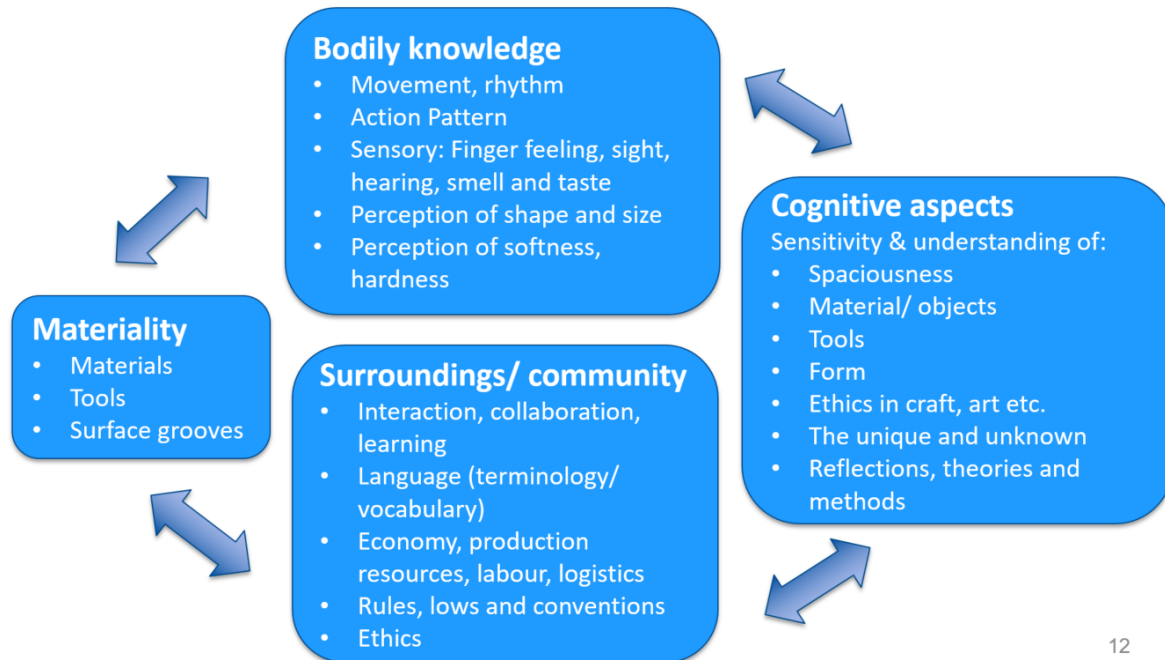 Bodily knowledge
• Movement, rhythm
• Action Pattern
• Sensory: Finger feeling, sight,
hearing, smell and taste
• Perception of shape and size
• Perception of softness,
hardness
Materiality
• Materials
• Tools
• Surface grooves
Surroundings/ community
• Interaction, collaboration,
learning
• Language (terminology/
vocabulary)
• Economy, production
resources, labour, logistics
• Rules, lows and conventions
• Ethics
Cognitive aspects
Sensitivity & understanding of:
• Spaciousness
• Material/ objects
• Tools
• Form
• Ethics in craft, art etc.
• The unique and unknown
• Reflections, theories and
methods
12